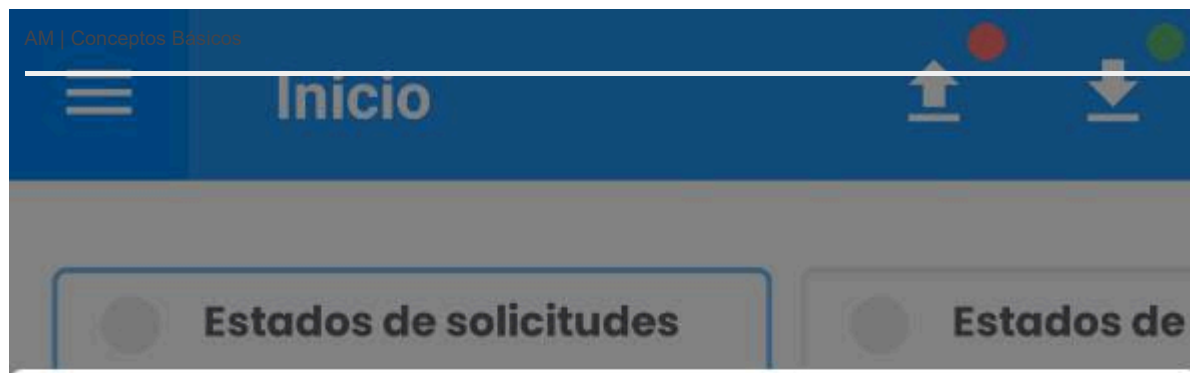 AM | Conceptos Básicos
Inicio
Estados de solicitudes
Estados de